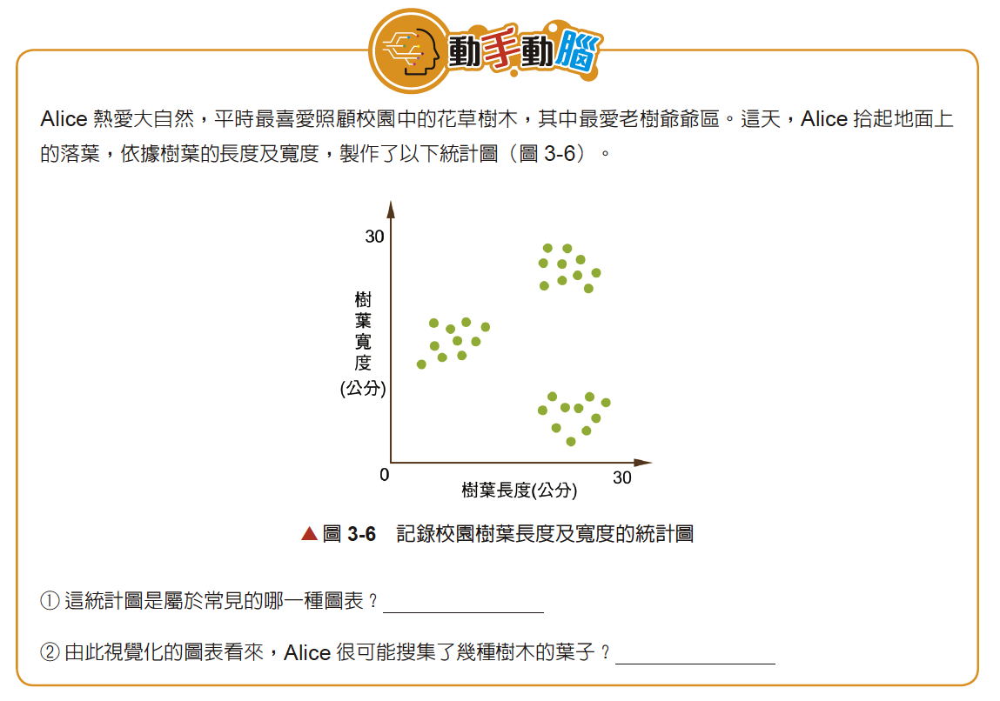 動手動腦
Alice 熱愛大自然，平時最喜愛照顧校園中的花草樹木，其中最愛老樹爺爺區。這天，Alice 拾起地面上
的落葉，依據樹葉的長度及寬度，製作了以下統計圖（圖 3-6）。
30
樹
葉
寬
度
(公分)
0
30
樹葉長度(公分)
▲ 圖 3-6 記錄校園樹葉長度及寬度的統計圖
① 這統計圖是屬於常見的哪一種圖表？
② 由此視覺化的圖表看來，Alice 很可能搜集了幾種樹木的葉子？